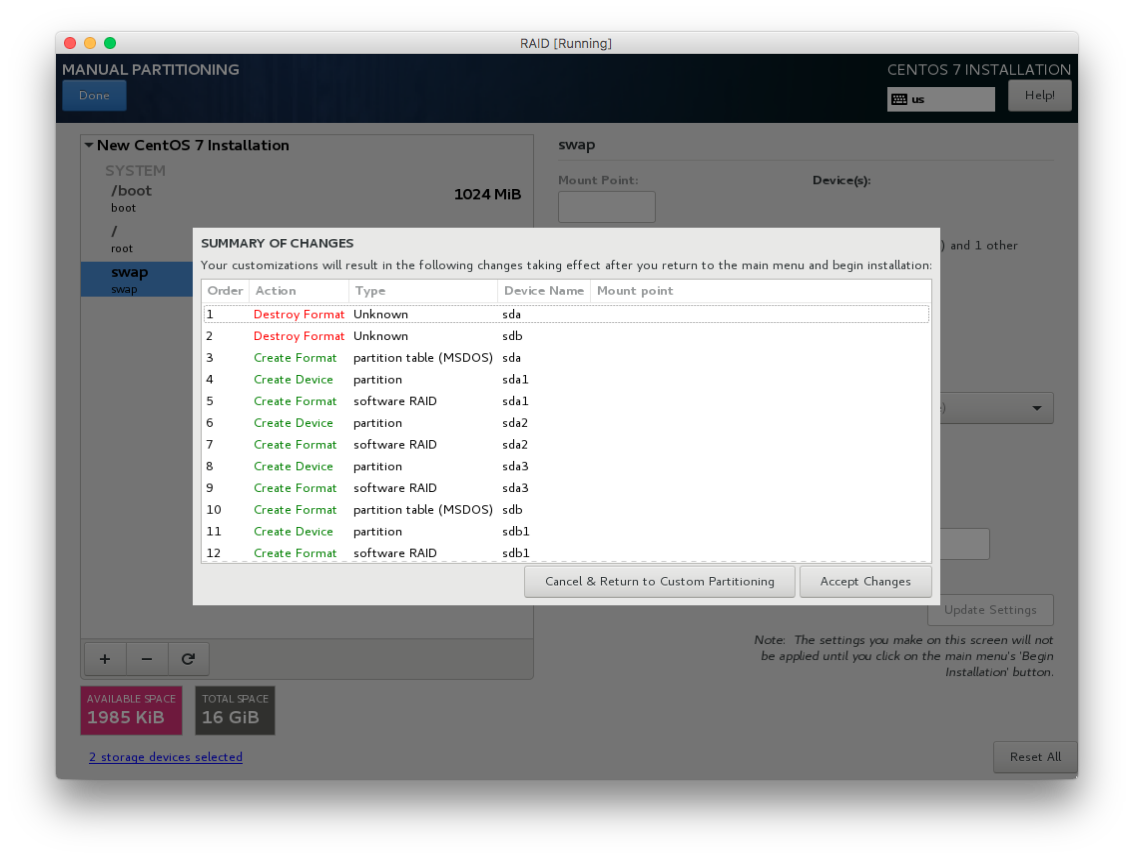 RAID [Running]
MANUAL PARTITIONING
CENTOS 7 INSTALLATION
Done
us
Help!
New CentOS 7 Installation
SYSTEM
/boot
boot
1024 MiB
/
root
swap
swap
swap
Mount Point:
Device(s):
) and 1 other
SUMMARY OF CHANGES
Your customizations will result in the following changes taking effect after you return to the main menu and begin installation:
Order Action Type Device Name Mount point
1 Destroy Format Unknown sda
2 Destroy Format Unknown sdb
3 Create Format partition table (MSDOS) sda
4 Create Device partition sda1
5 Create Format software RAID sda1
6 Create Device partition sda2
7 Create Format software RAID sda2
8 Create Device partition sda3
9 Create Format software RAID sda3
10 Create Format partition table (MSDOS) sdb
11 Create Device partition sdb1
12 Create Format software RAID sdb1
Cancel & Return to Custom Partitioning
Accept Changes
Update Settings
Note: The settings you make on this screen will not
be applied until you click on the main menu's 'Begin
Installation' button.
AVAILABLE SPACE
1985 KiB
TOTAL SPACE
16 GiB
2 storage devices selected
Reset All